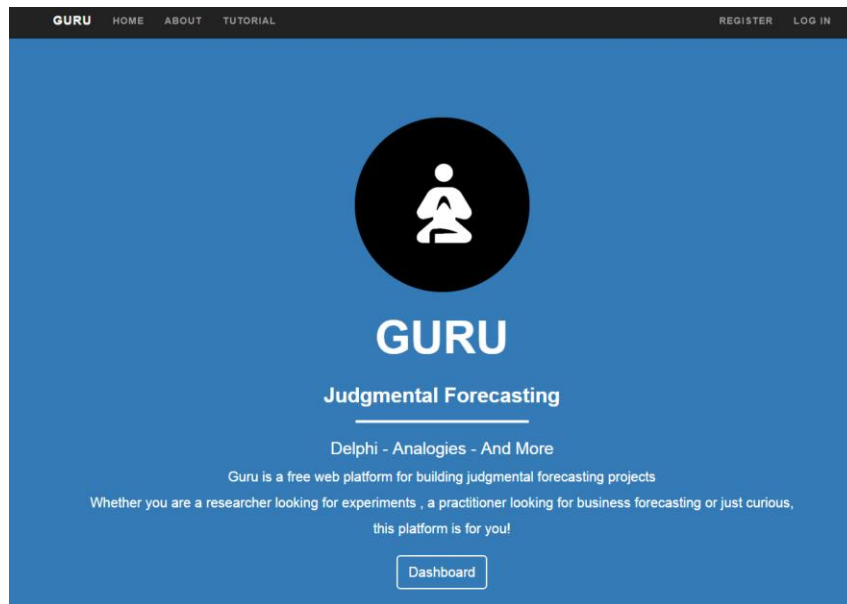 GURU HOME ABOUT TUTORIAL REGISTER LOG IN
GURU
Judgmental Forecasting
Delphi - Analogies - And More
Guru is a free web platform for building judgmental forecasting projects
Whether you are a researcher looking for experiments , a practitioner looking for business forecasting or just curious,
this platform is for you!
Dashboard